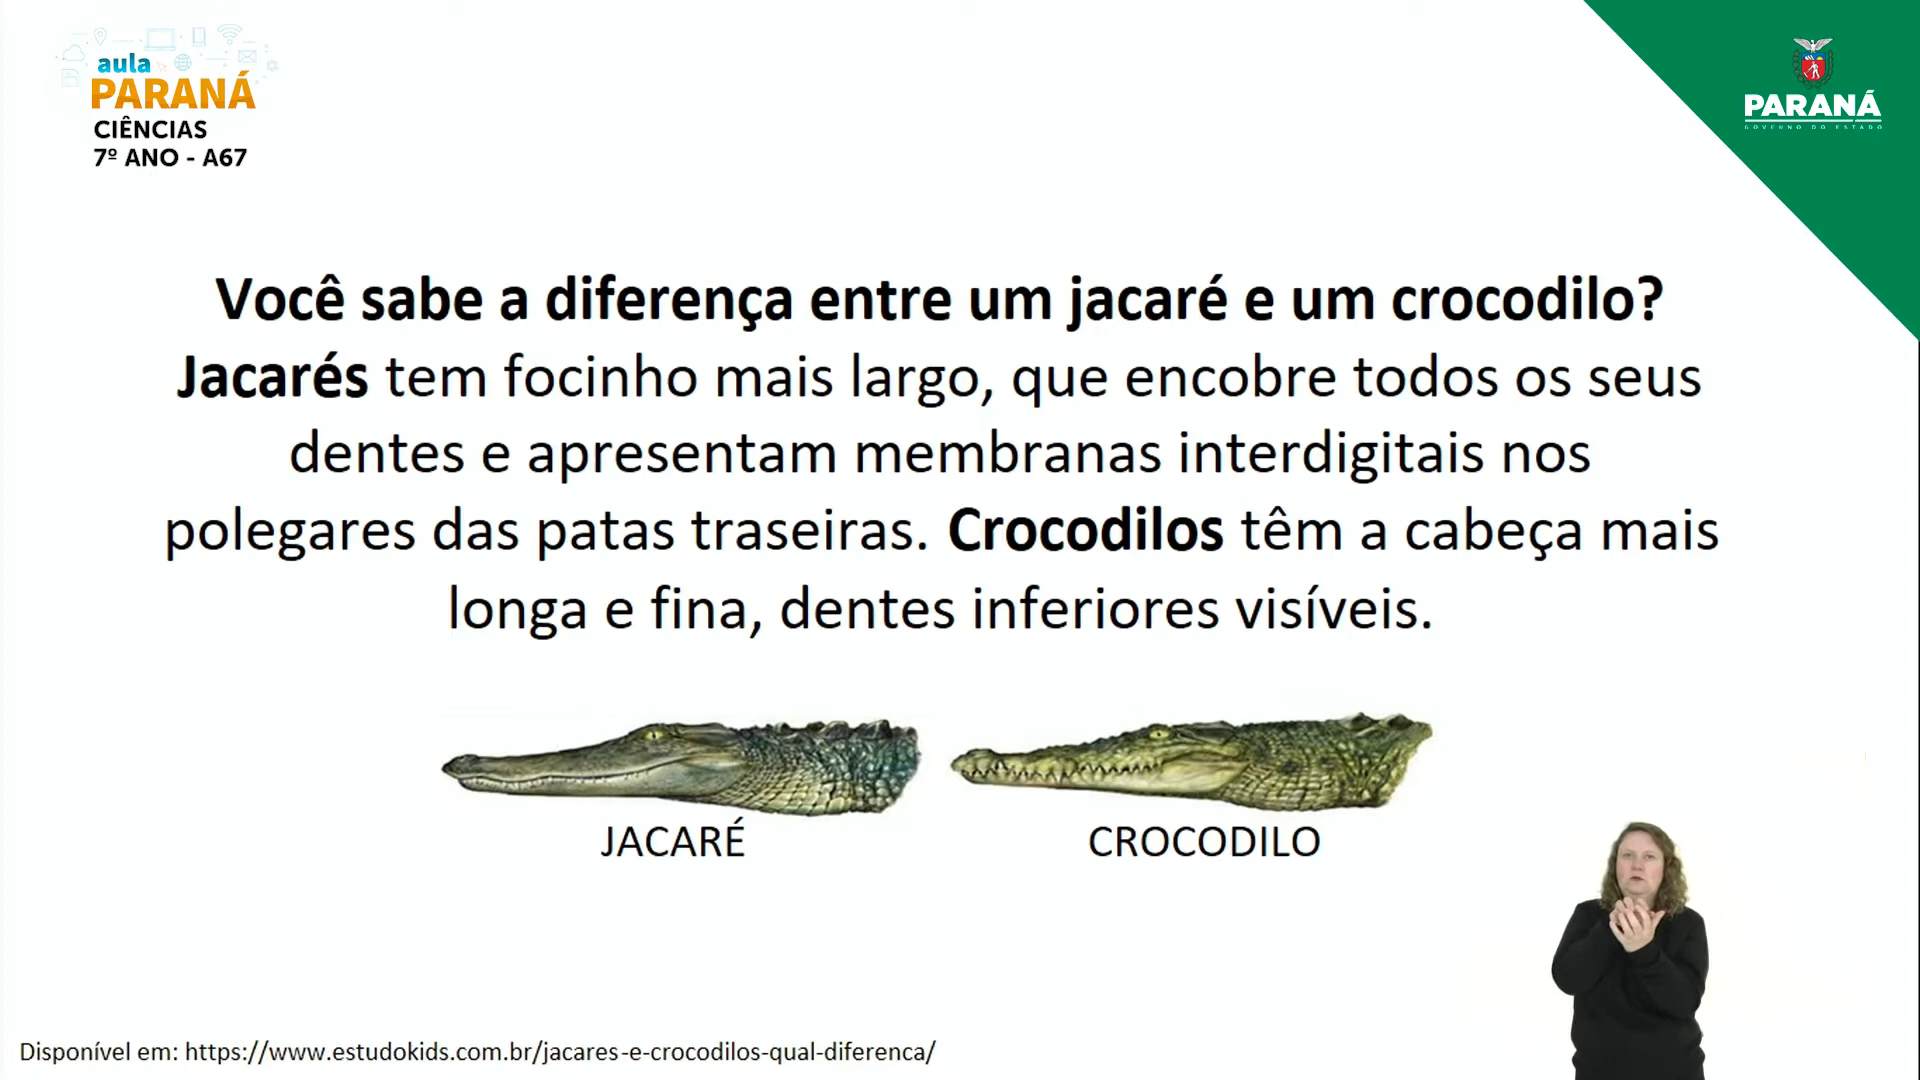 aula
PARANÁ
CIÊNCIAS
7º ANO - A67
PARANÁ
GOVERNO DO ESTADO
Você sabe a diferença entre um jacaré e um crocodilo?
Jacarés tem focinho mais largo, que encobre todos os seus
dentes e apresentam membranas interdigitais nos
polegares das patas traseiras. Crocodilos têm a cabeça mais
longa e fina, dentes inferiores visíveis.
JACARÉ
CROCODILO
Disponível em: https://www.estudokids.com.br/jacares-e-crocodilos-qual-diferenca/